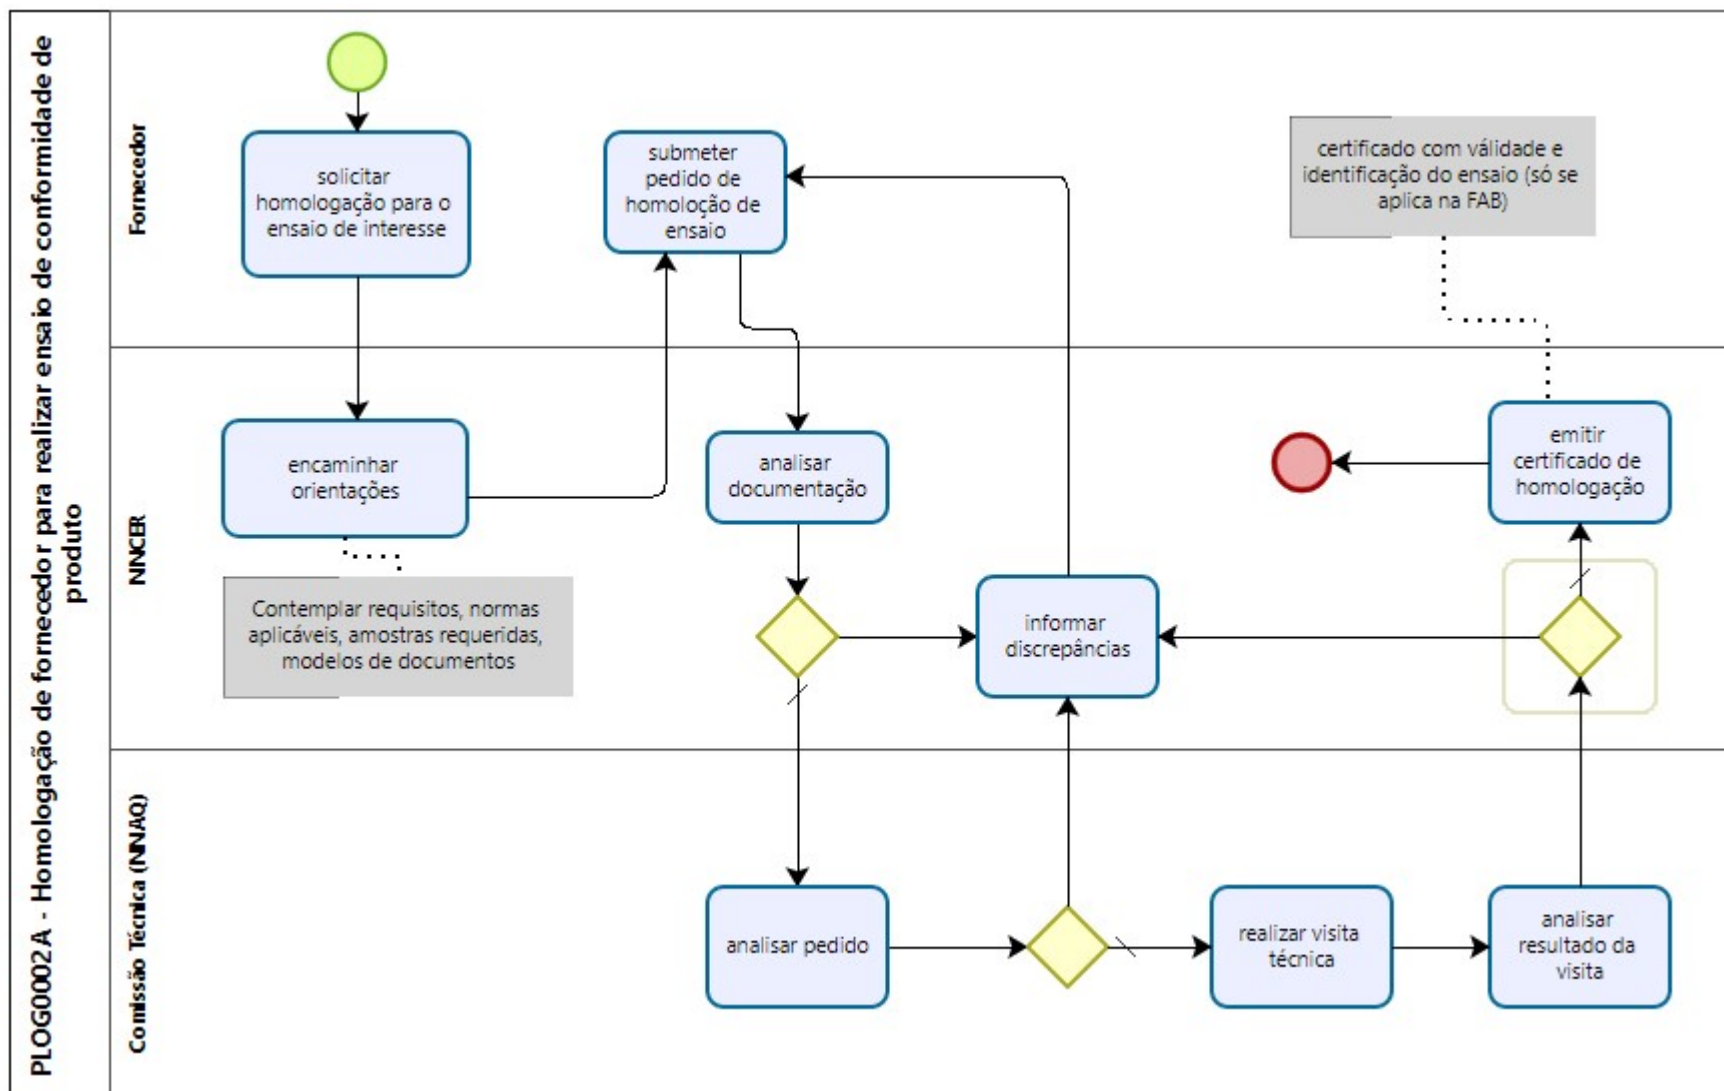 PLOG0002A - Homologação de fornecedor para realizar ensaio de conformidade de
produto
Fornecedor
solicitar
homologação para o
ensaio de interesse
submeter
pedido de
homoloção de
ensaio
certificado com válidade e
identificação do ensaio (só se
aplica na FAB)
NNCER
encaminhar
orientações
Contemplar requisitos, normas
aplicáveis, amostras requeridas,
modelos de documentos
analisar
documentação
informar
discrepâncias
emitir
certificado de
homologação
Comissão Técnica (NNAQ)
analisar pedido
realizar visita
técnica
analisar
resultado da
visita